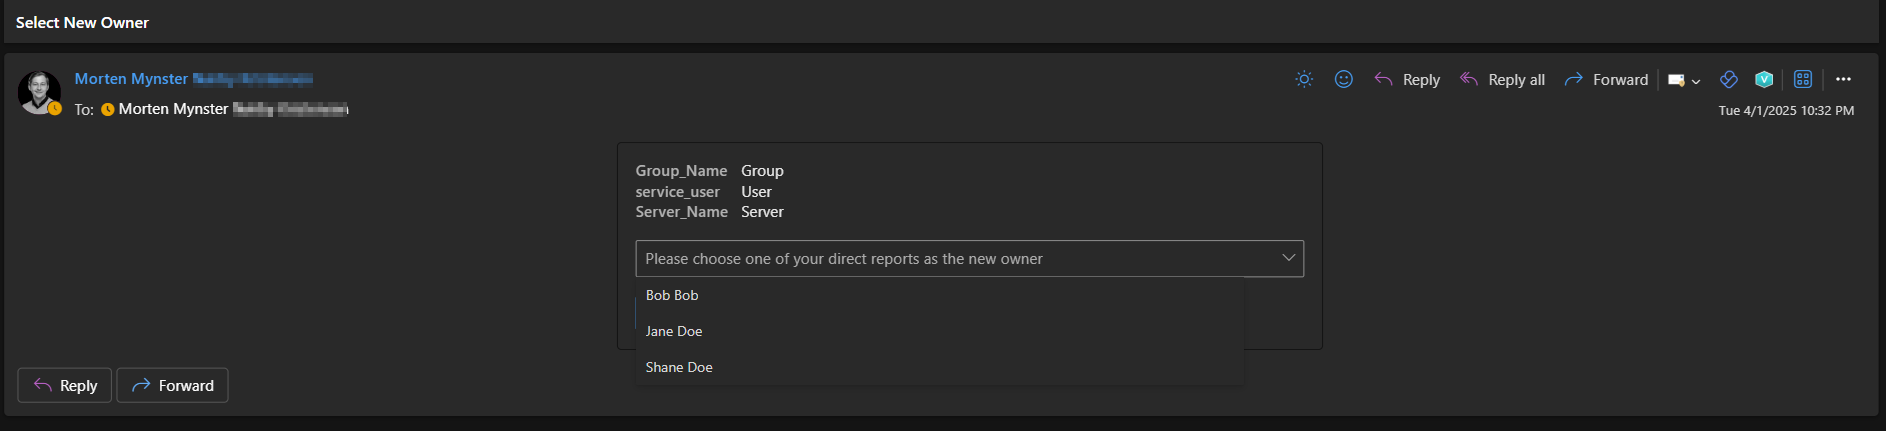 Select New Owner
Morten Mynster
Reply
Reply all
Forward
To: Morten Mynster
Tue 4/1/2025 10:32 PM
Group_Name Group
service_user User
Server_Name Server
Please choose one of your direct reports as the new owner
Bob Bob
Jane Doe
Shane Doe
Reply
Forward